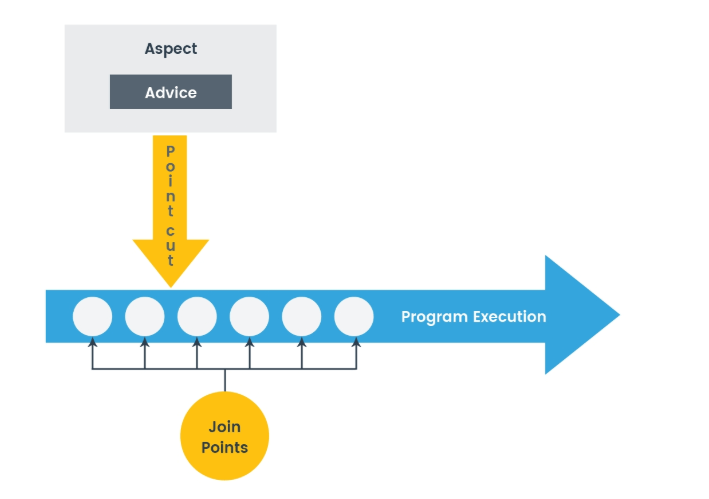 Aspect
Advice
Point cut
Program Execution
Join
Points